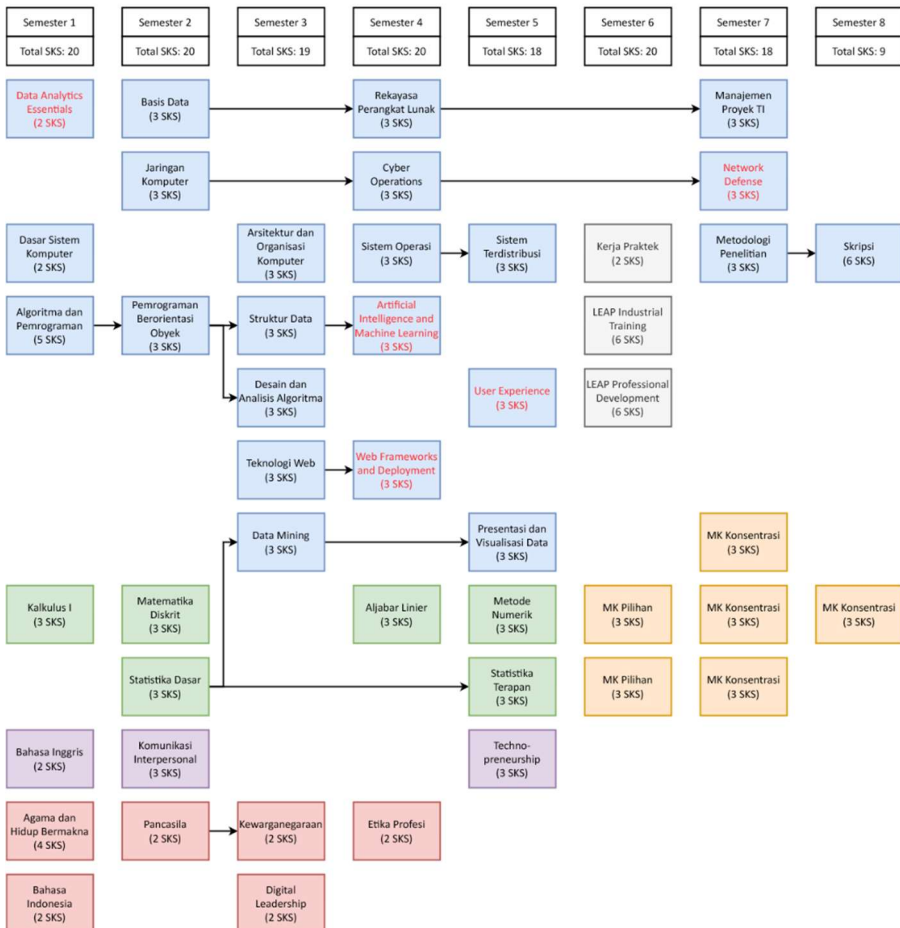 Semester 1
Total SKS: 20
Semester 2
Total SKS: 20
Semester 3
Total SKS: 19
Semester 4
Total SKS: 20
Semester 5
Total SKS: 18
Semester 6
Total SKS: 20
Semester 7
Total SKS: 18
Semester 8
Total SKS: 9
Data Analytics
Essentials
(2 SKS)
Basis Data
(3 SKS)
Rekayasa
Perangkat Lunak
(3 SKS)
Manajemen
Proyek TI
(3 SKS)
Jaringan
Komputer
(3 SKS)
Cyber
Operations
(3 SKS)
Network
Defense
(3 SKS)
Dasar Sistem
Komputer
(2 SKS)
Arsitektur dan
Organisasi
Komputer
(3 SKS)
Sistem Operasi
(3 SKS)
Sistem
Terdistribusi
(3 SKS)
Kerja Praktek
(2 SKS)
Metodologi
Penelitian
(3 SKS)
Skripsi
(6 SKS)
Algoritma dan
Pemrograman
(5 SKS)
Pemrograman
Berorientasi
Obyek
(3 SKS)
Struktur Data
(3 SKS)
Artificial
Intelligence and
Machine Learning
(3 SKS)
LEAP Industrial
Training
(6 SKS)
Desain dan
Analisis Algoritma
(3 SKS)
User Experience
(3 SKS)
LEAP Professional
Development
(6 SKS)
Teknologi Web
(3 SKS)
Web Frameworks
and Deployment
(3 SKS)
Data Mining
(3 SKS)
Presentasi dan
Visualisasi Data
(3 SKS)
MK Konsentrasi
(3 SKS)
Kalkulus I
(3 SKS)
Matematika
Diskrit
(3 SKS)
Aljabar Linier
(3 SKS)
Metode
Numerik
(3 SKS)
MK Pilihan
(3 SKS)
MK Konsentrasi
(3 SKS)
MK Konsentrasi
(3 SKS)
Statistika Dasar
(3 SKS)
Statistika
Terapan
(3 SKS)
MK Pilihan
(3 SKS)
MK Konsentrasi
(3 SKS)
Bahasa Inggris
(2 SKS)
Komunikasi
Interpersonal
(3 SKS)
Techno-
preneurship
(3 SKS)
Agama dan
Hidup Bermakna
(4 SKS)
Pancasila
(2 SKS)
Kewarganegaraan
(2 SKS)
Etika Profesi
(2 SKS)
Bahasa
Indonesia
(2 SKS)
Digital
Leadership
(2 SKS)